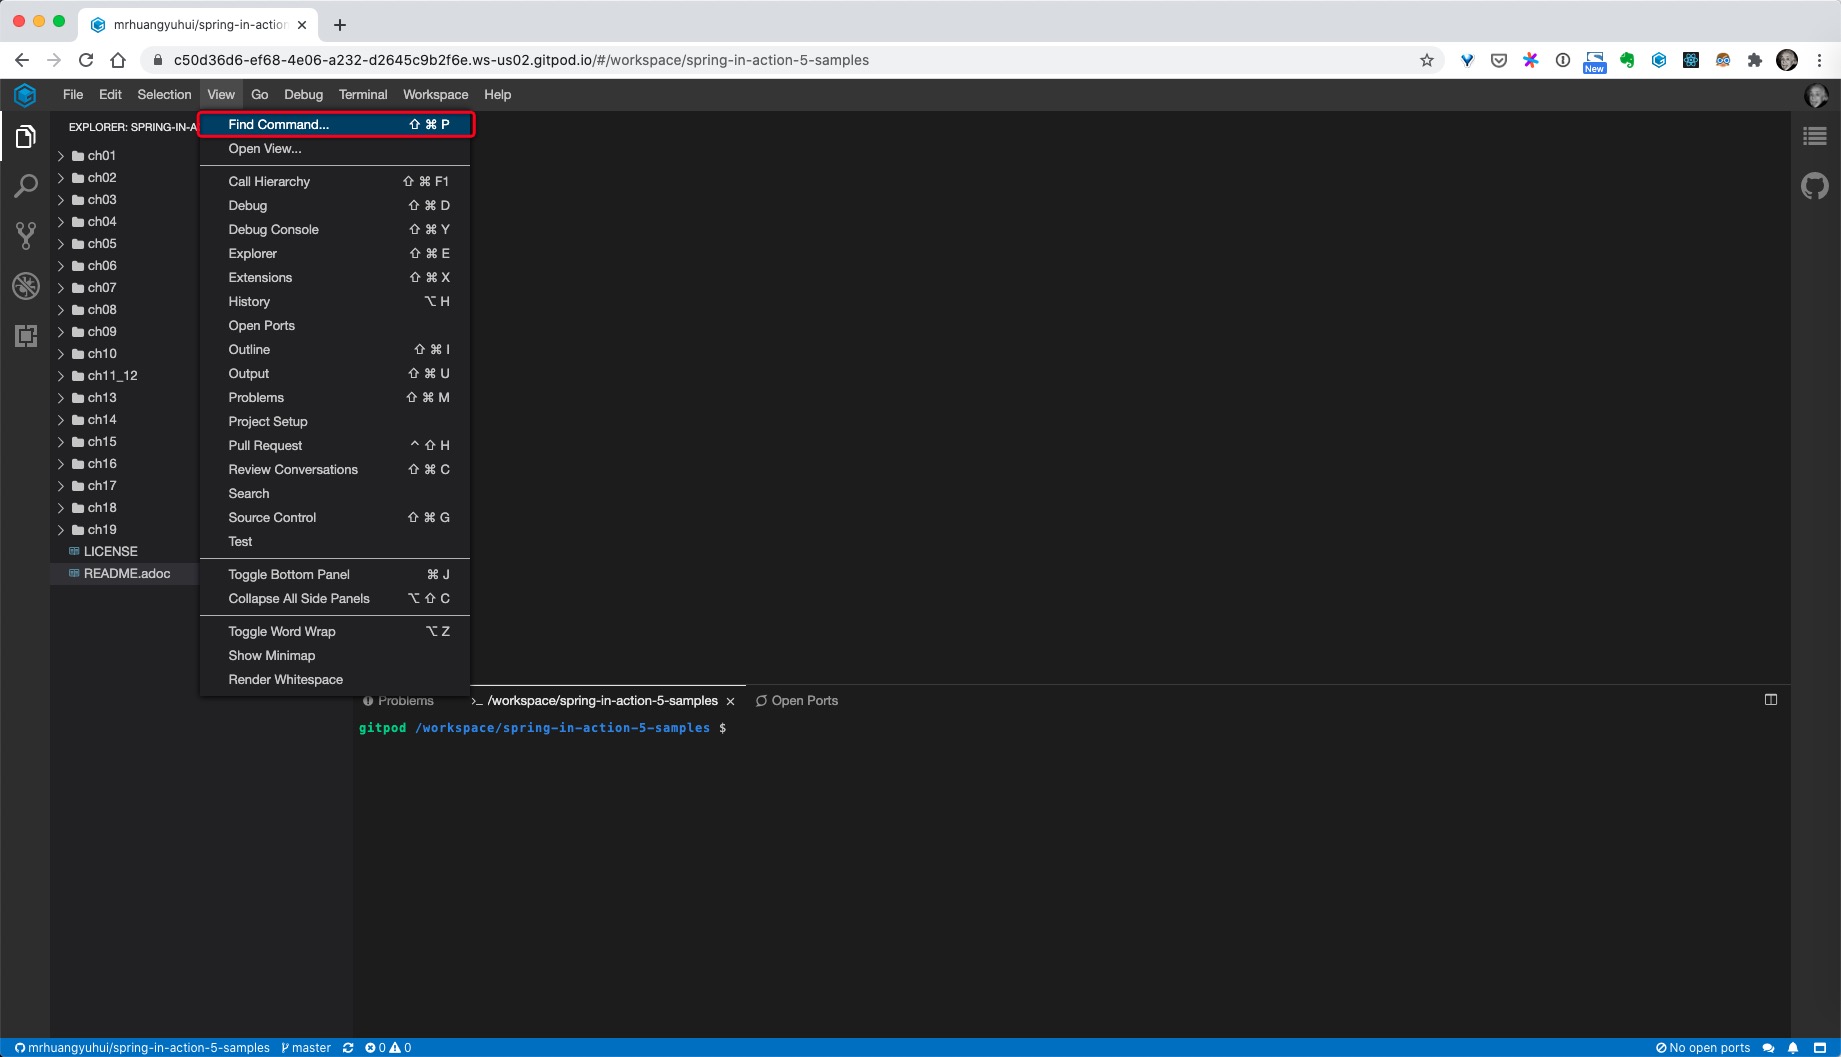 mrhuangyuhui/spring-in-action
c50d36d6-ef68-4e06-a232-d2645c9b2f6e.ws-us02.gitpod.io/#/workspace/spring-in-action-5-samples
New
File Edit Selection View Go Debug Terminal Workspace Help
EXPLORER: SPRING-IN-A
ch01
ch02
ch03
ch04
ch05
ch06
ch07
ch08
ch09
ch10
ch11_12
ch13
ch14
ch15
ch16
ch17
ch18
ch19
LICENSE
README.adoc
Find Command... ⇧ ⌘ P
Open View...
Call Hierarchy ⇧ ⌘ F1
Debug ⇧ ⌘ D
Debug Console ⇧ ⌘ Y
Explorer ⇧ ⌘ E
Extensions ⇧ ⌘ X
History ⌥ H
Open Ports
Outline ⇧ ⌘ I
Output ⇧ ⌘ U
Problems ⇧ ⌘ M
Project Setup
Pull Request ^ ⇧ H
Review Conversations ⇧ ⌘ C
Search
Source Control ⇧ ⌘ G
Test
Toggle Bottom Panel ⌘ J
Collapse All Side Panels ⌥ ⇧ C
Toggle Word Wrap ⌥ Z
Show Minimap
Render Whitespace
Problems >_ /workspace/spring-in-action-5-samples Open Ports
gitpod /workspace/spring-in-action-5-samples $
mrhuangyuhui/spring-in-action-5-samples master 0 0 No open ports